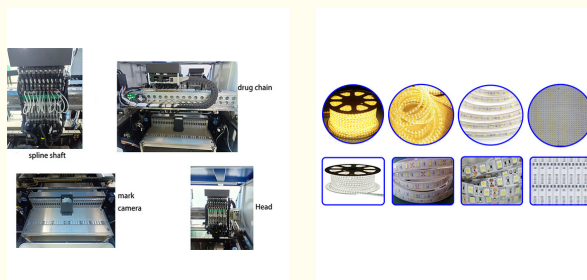 drug chain
spline shaft
mark
camera
Head